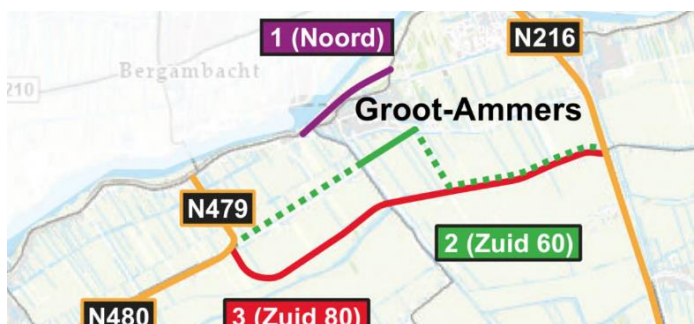 1 (Noord)
N216
Bergambacht
210
Groot-Ammers
N479
2 (Zuid 60)
N480
3 (Zuid 80)